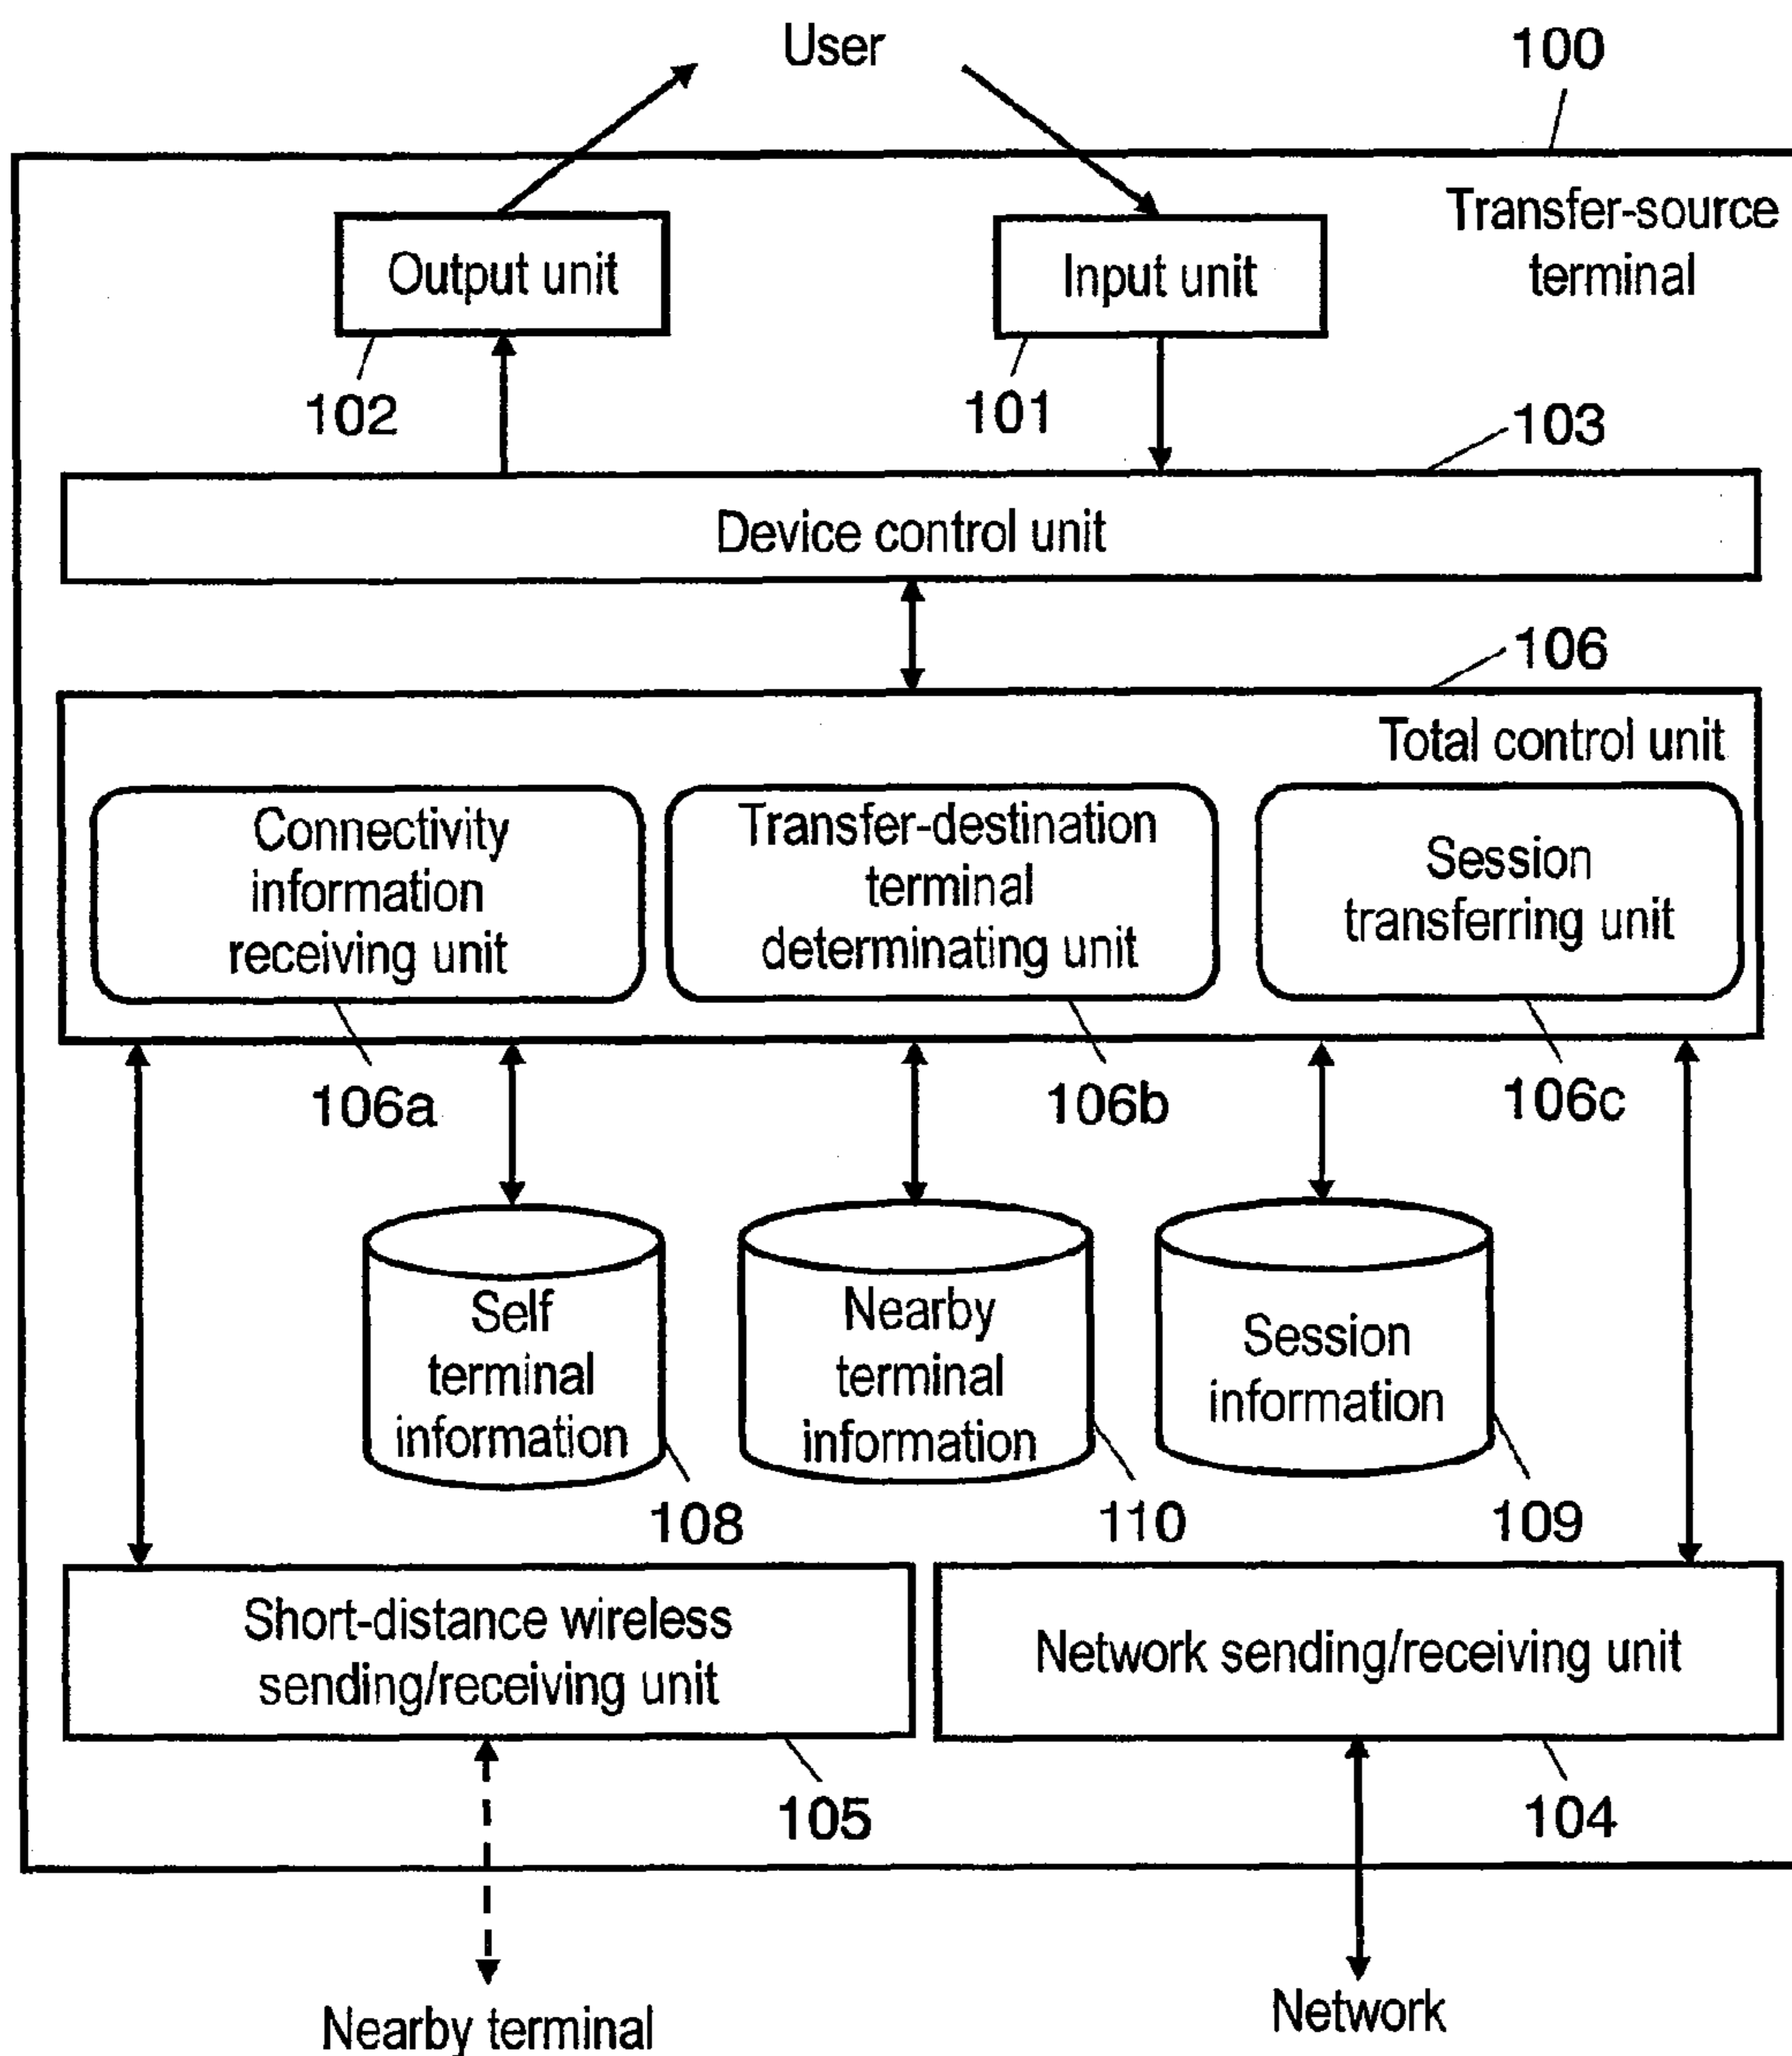 User
100
Transfer-source
terminal
Output unit
Input unit
102
101
103
Device control unit
106
Total control unit
Connectivity
information
receiving unit
Transfer-destination
terminal
determinating unit
Session
transferring unit
106a
106b
106c
Self
terminal
information
Nearby
terminal
information
Session
information
108
110
109
Short-distance wireless
sending/receiving unit
Network sending/receiving unit
105
104
Nearby terminal
Network